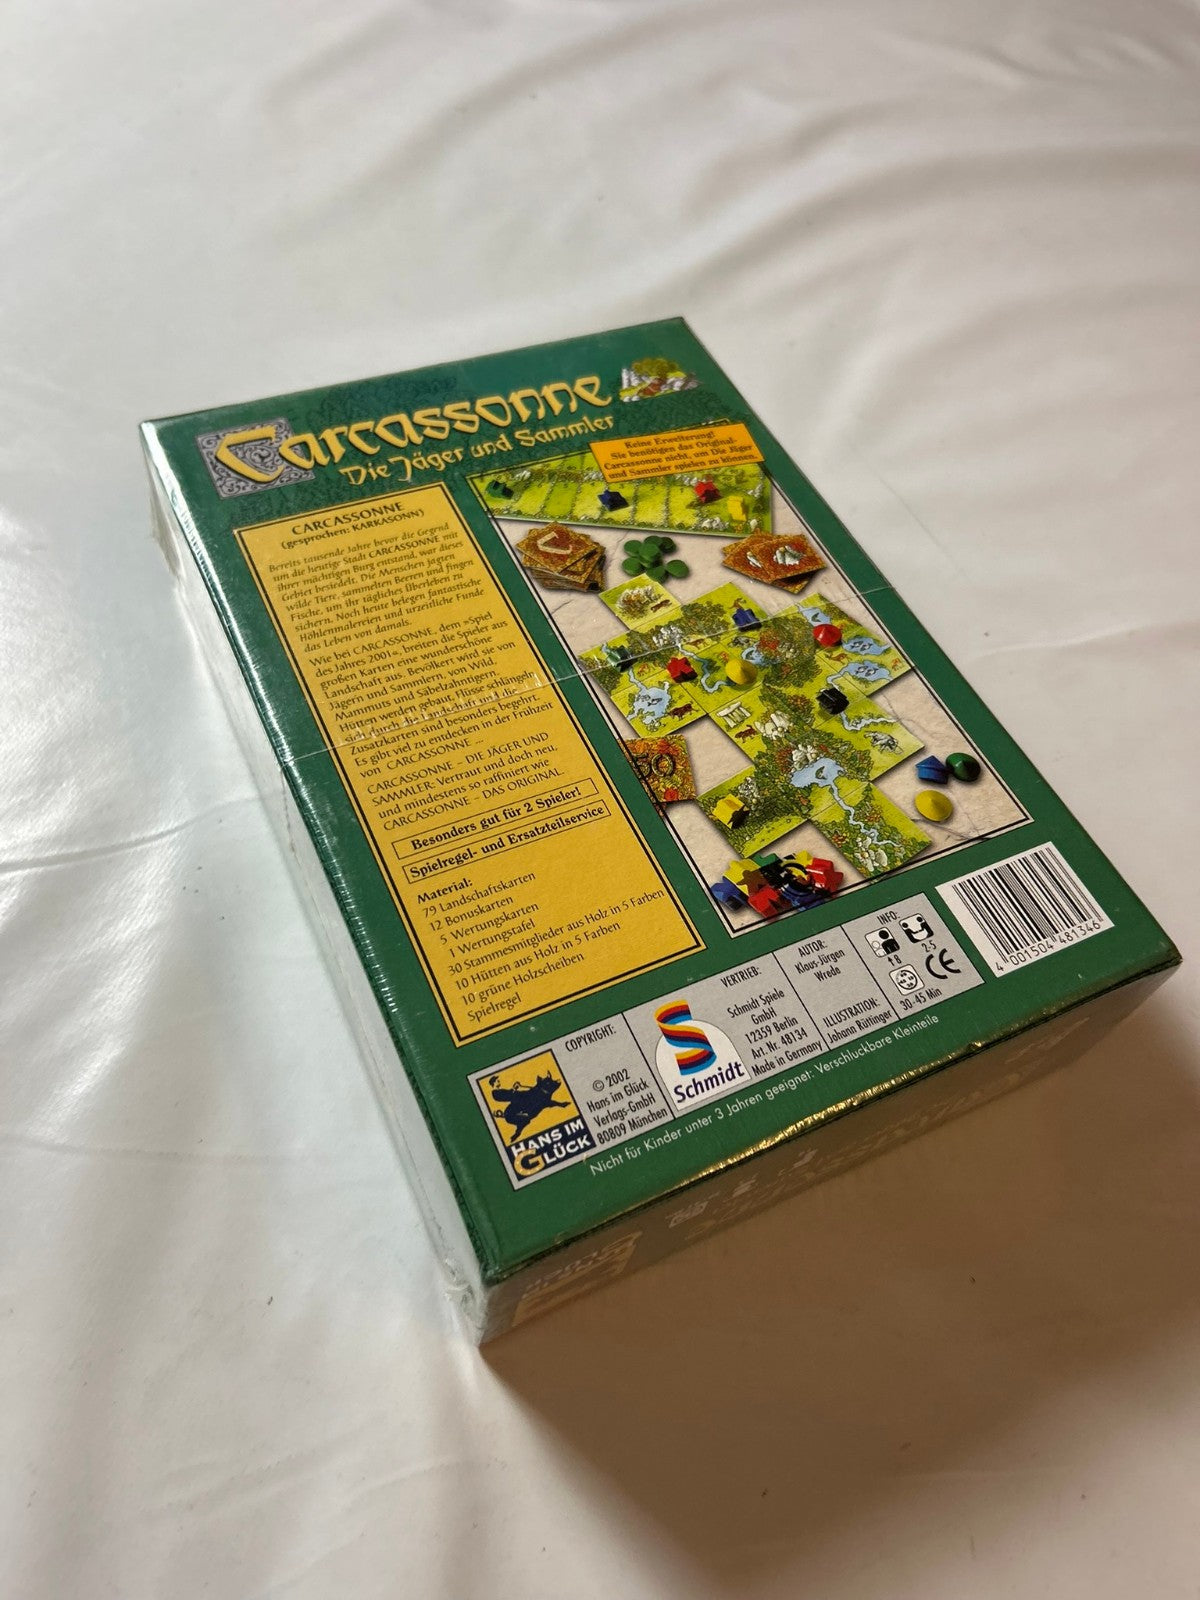 Carcassonne
Die Jäger und Sammler
Keine Erweiterung!
Sie benötigen das Original-
Carcassonne nicht, um Die Jäger
und Sammler spielen zu können.
CARCASSONNE
(gesprochen: KARKASONN)
Bereits tausende Jahre bevor die Gegend
um die heutige Stadt CARCASSONNE mit
ihrer mächtigen Burg entstand, war dieses
Gebiet besiedelt. Die Menschen jagten
wilde Tiere, sammelten Beeren und fingen
Fische, um ihr tägliches Überleben zu
sichern. Noch heute belegen fantastische
Höhlenmalereien und urzeitliche Funde
das Leben von damals.
Wie bei CARCASSONNE, dem »Spiel
des Jahres 2001«, breiten die Spieler aus
großen Karten eine wunderschöne
Landschaft aus. Bevölkert wird sie von
Jägern und Sammlern, von Wild,
Mammuts und Säbelzahntigern.
Hütten werden gebaut, Flüsse schlängeln
sich durch die Landschaft und die
Zusatzkarten sind besonders begehrt.
Es gibt viel zu entdecken in der Frühzeit
von CARCASSONNE ...
CARCASSONNE – DIE JÄGER UND
SAMMLER: Vertraut und doch neu,
und mindestens so raffiniert wie
CARCASSONNE – DAS ORIGINAL.
Besonders gut für 2 Spieler!
Spielregel- und Ersatzteilservice
Material:
79 Landschaftskarten
12 Bonuskarten
5 Wertungskarten
1 Wertungstafel
30 Stammesmitglieder aus Holz in 5 Farben
10 Hütten aus Holz in 5 Farben
10 grüne Holzscheiben
Spielregel
50
HANS IM
GLÜCK
COPYRIGHT:
© 2002
Hans im Glück
Verlags-GmbH
80809 München
Schmidt
VERTRIEB:
Schmidt Spiele
GmbH
12359 Berlin
Art. Nr. 48134
Made in Germany
AUTOR:
Klaus-Jürgen
Wrede
ILLUSTRATION:
Johann Rüttinger
INFO:
8
2-5
30-45 Min
CE
4 001504 481346
Nicht für Kinder unter 3 Jahren geeignet: Verschluckbare Kleinteile